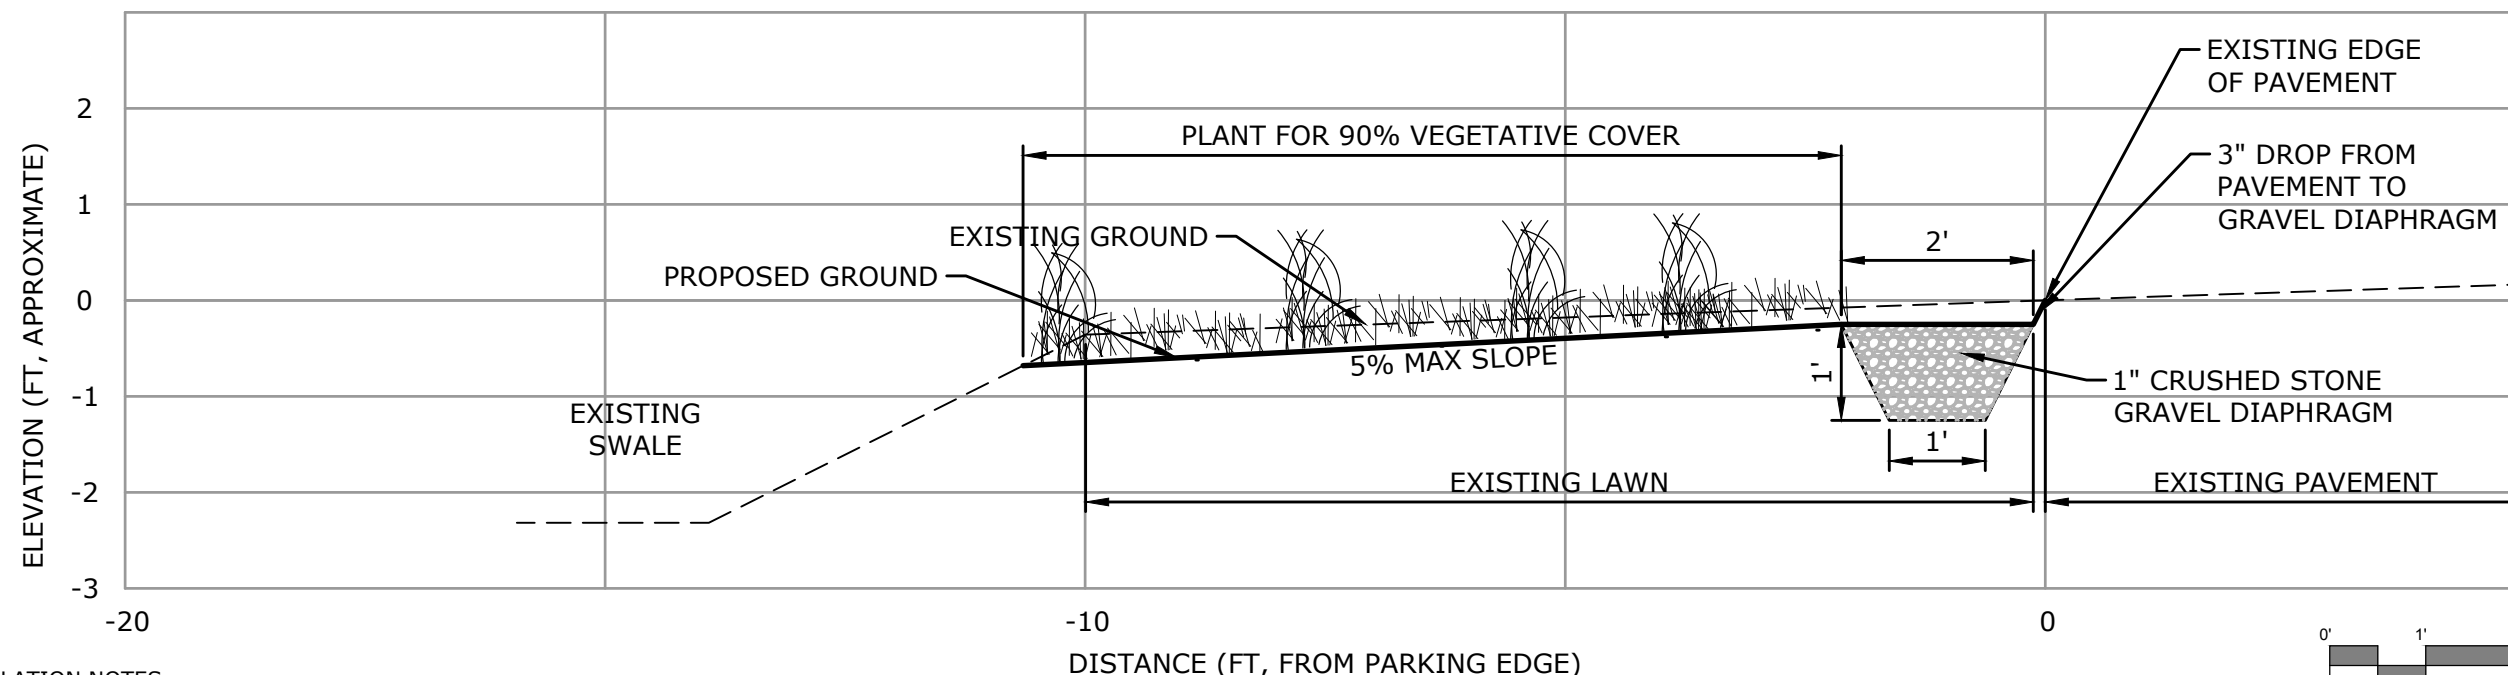 EXISTING EDGE
OF PAVEMENT
2
PLANT FOR 90% VEGETATIVE COVER
3" DROP FROM
PAVEMENT TO
GRAVEL DIAPHRAGM
1
EXISTING GROUND
2'
PROPOSED GROUND
0
ELEVATION (FT, APPROXIMATE)
5% MAX SLOPE
1'
1" CRUSHED STONE
GRAVEL DIAPHRAGM
-1
EXISTING
SWALE
1'
-2
EXISTING LAWN
EXISTING PAVEMENT
-3
-20
-10
0
0'
1'
DISTANCE (FT, FROM PARKING EDGE)
LATION NOTES